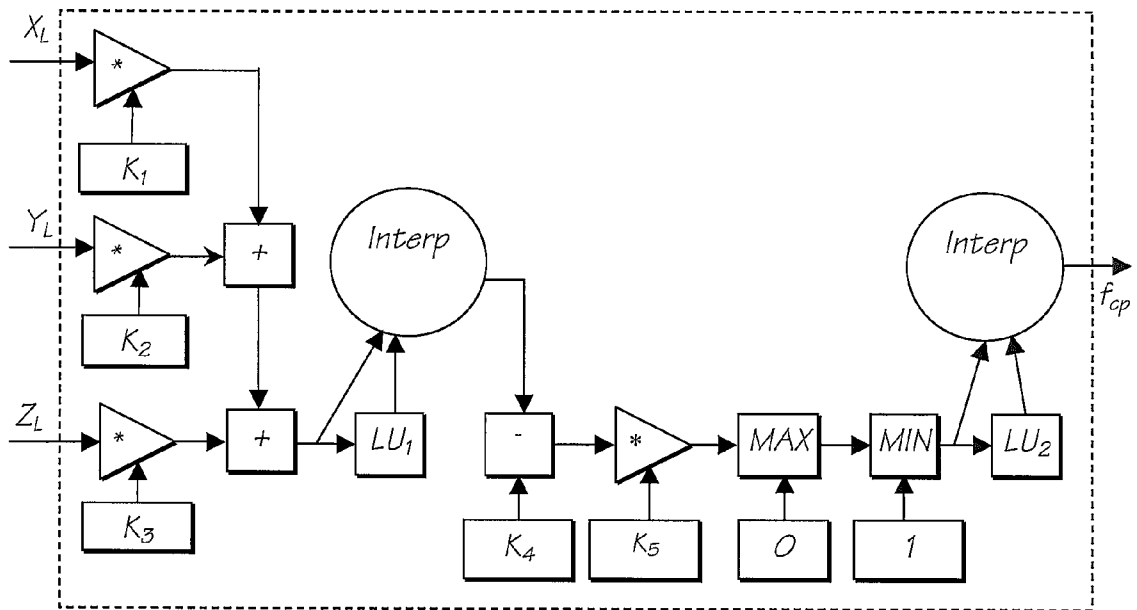 X_L
*
K_1
Y_L
*
+
Interp
Interp
f_cp
K_2
Z_L
*
+
LU_1
-
*
MAX
MIN
LU_2
K_3
K_4
K_5
0
1